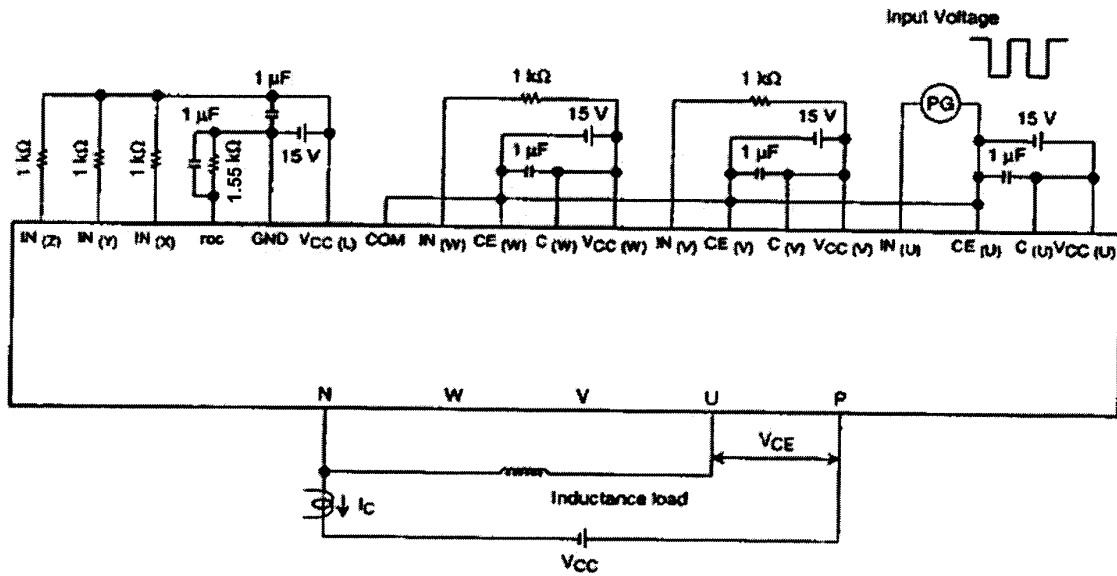 Input Voltage
1 µF
1 kΩ
1 kΩ
PG
1 µF
15 V
15 V
15 V
1 kΩ
1 kΩ
1 kΩ
1.55 kΩ
15 V
1 µF
1 µF
1 µF
IN (Z) IN (Y) IN (X) roc GND VCC (L) COM IN (W) CE (W) C (W) VCC (W) IN (V) CE (V) C (V) VCC (V) IN (U) CE (U) C (U) VCC (U)
N W V U P
VCE
Inductance load
IC
VCC